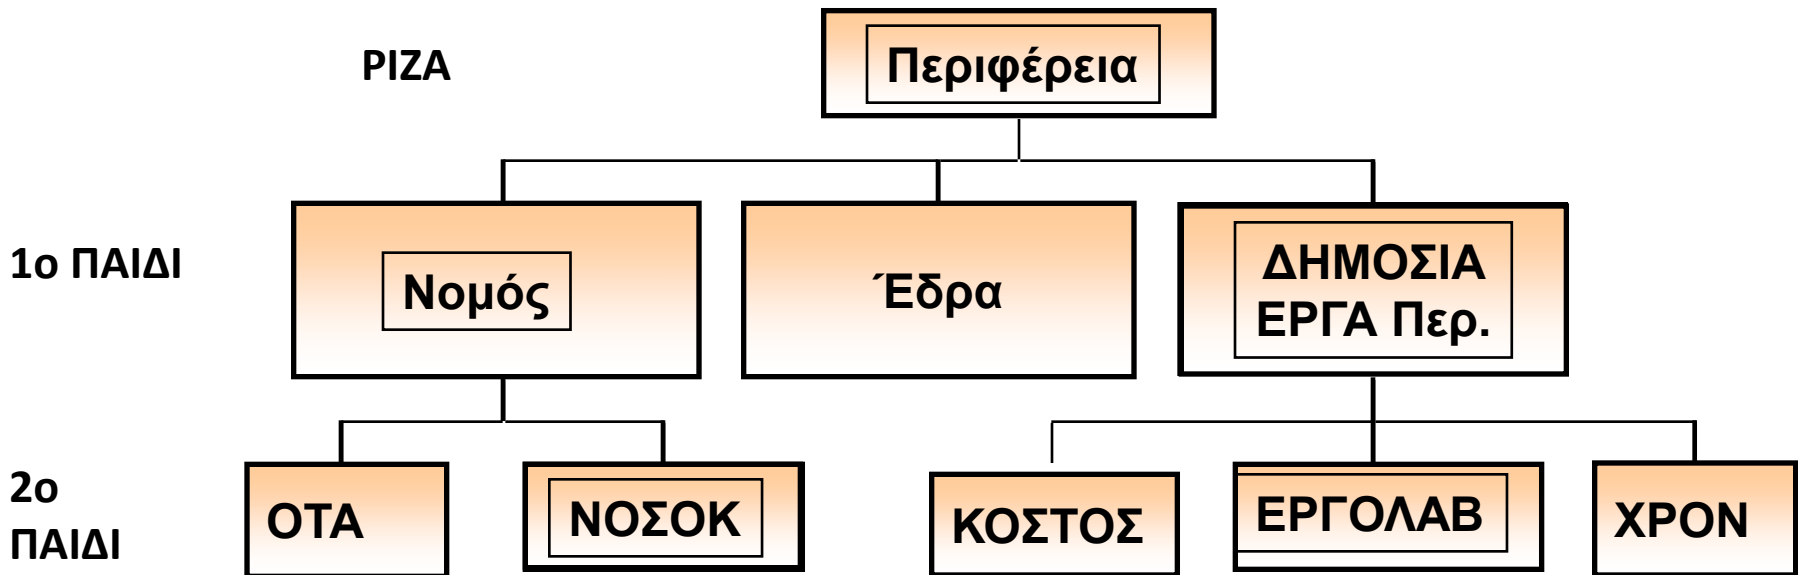 ΡΙΖΑ
Περιφέρεια
1ο ΠΑΙΔΙ
Νομός
Έδρα
ΔΗΜΟΣΙΑ
ΕΡΓΑ Περ.
2ο
ΠΑΙΔΙ
ΟΤΑ
ΝΟΣΟΚ
ΚΟΣΤΟΣ
ΕΡΓΟΛΑΒ
ΧΡΟΝ